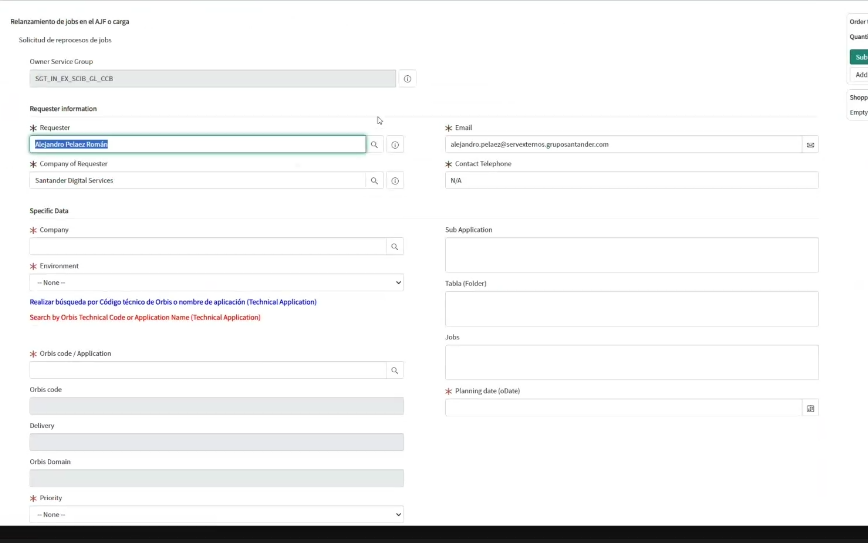 Relanzamiento de jobs en el AJF o carga
Solicitud de reprocesos de jobs
Owner Service Group
SGT_IN_EX_SCIB_GL_CCB
Requester information
Requester
Alejandro Pelaez Román
Company of Requester
Santander Digital Services
Email
alejandro.pelaez@servexternos.gruposantander.com
Contact Telephone
N/A
Specific Data
Company
Environment
-- None --
Realizar búsqueda por Código técnico de Orbis o nombre de aplicación (Technical Application)
Search by Orbis Technical Code or Application Name (Technical Application)
Orbis code / Application
Orbis code
Delivery
Orbis Domain
Priority
-- None --
Sub Application
Tabla (Folder)
Jobs
Planning date (oDate)
Order
Quanti
Sub
Add
Shopp
Empty